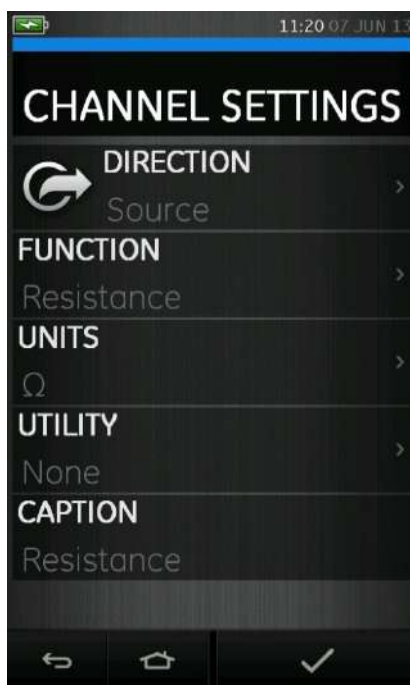 11:20 07 JUN 13
CHANNEL SETTINGS
DIRECTION
Source
FUNCTION
Resistance
UNITS
Ω
UTILITY
None
CAPTION
Resistance